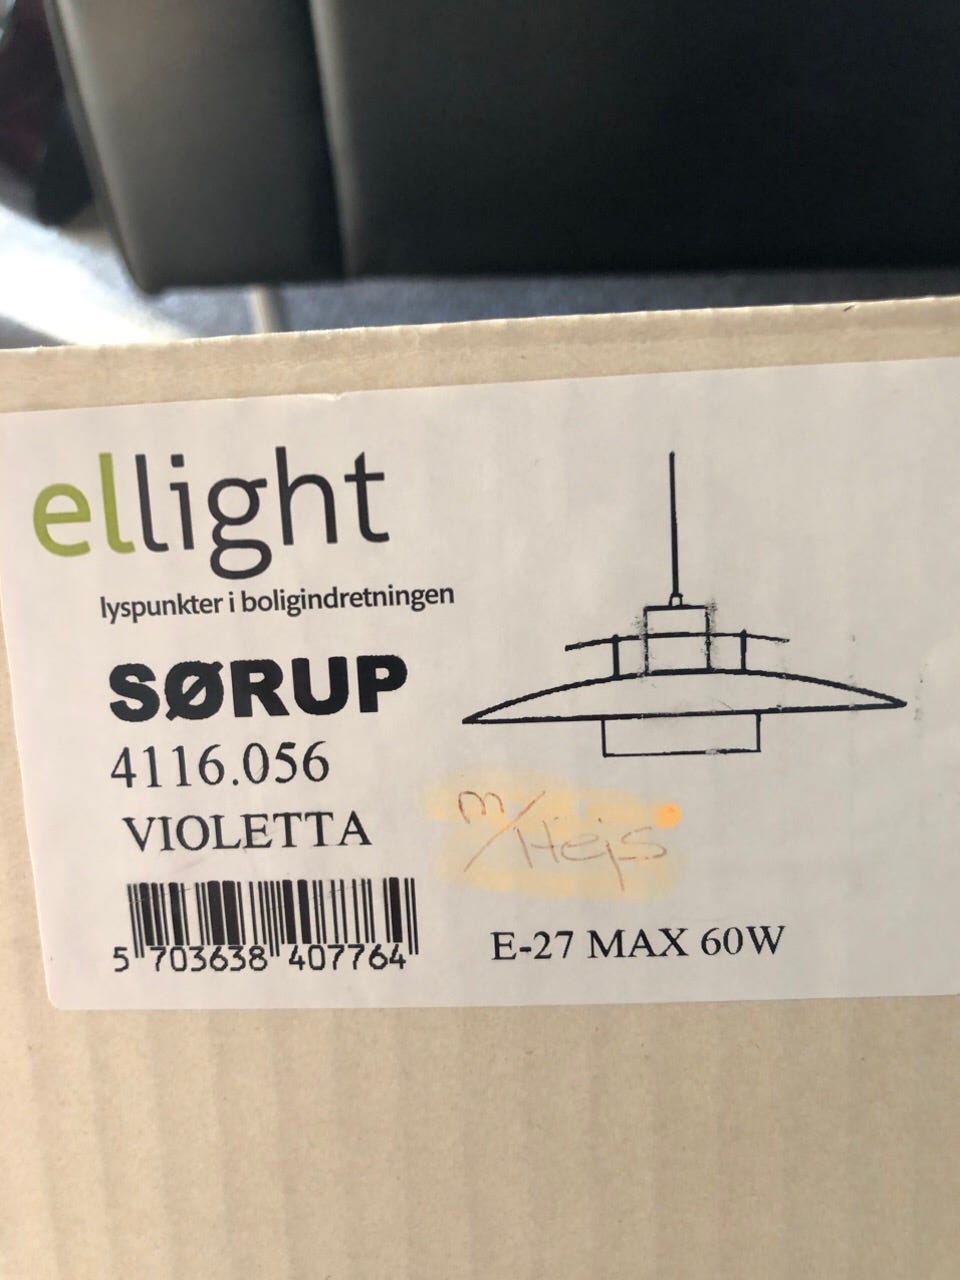 ellight
lyspunkter i boligindretningen
SØRUP
4116.056
VIOLETTA
m/Hejs
5 703638 407764
E-27 MAX 60W